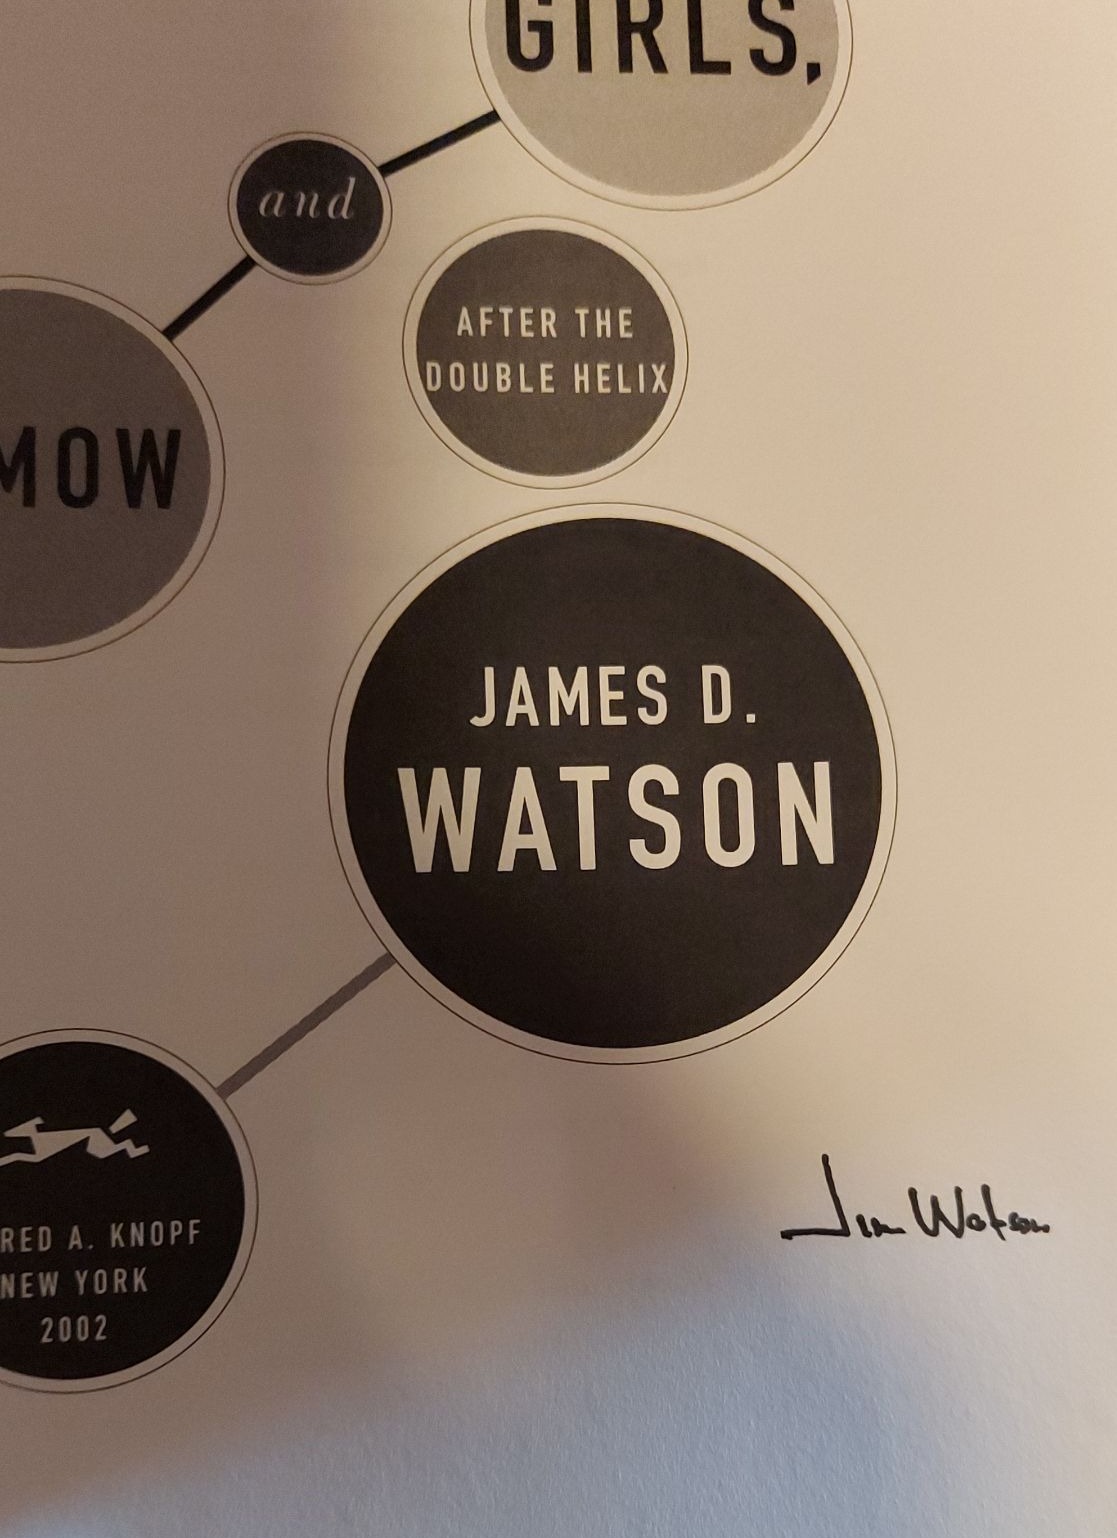 GIRLS,
and
AFTER THE
DOUBLE HELIX
MOW
JAMES D.
WATSON
RED A. KNOPF
NEW YORK
2002
Jim Watson